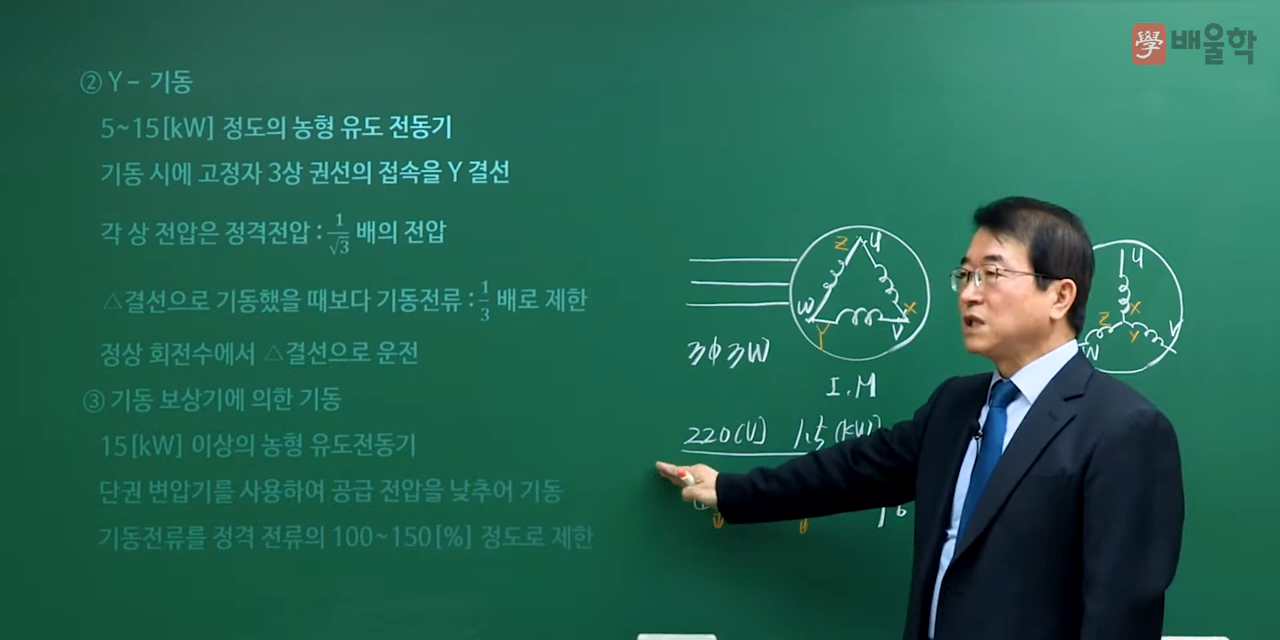 學 배울학
② Y – 기동
5~15[kW] 정도의 농형 유도 전동기
기동 시에 고정자 3상 권선의 접속을 Y 결선
각 상 전압은 정격전압 : 1/√3 배의 전압
△결선으로 기동했을 때보다 기동전류 : 1/3 배로 제한
정상 회전수에서 △결선으로 운전
③ 기동 보상기에 의한 기동
15[kW] 이상의 농형 유도전동기
단권 변압기를 사용하여 공급 전압을 낮추어 기동
기동전류를 정격 전류의 100~150[%] 정도로 제한
Z U
W X
Y V
3φ3W
I.M
220[V] 1.5[kW]
U
Z X
W Y V